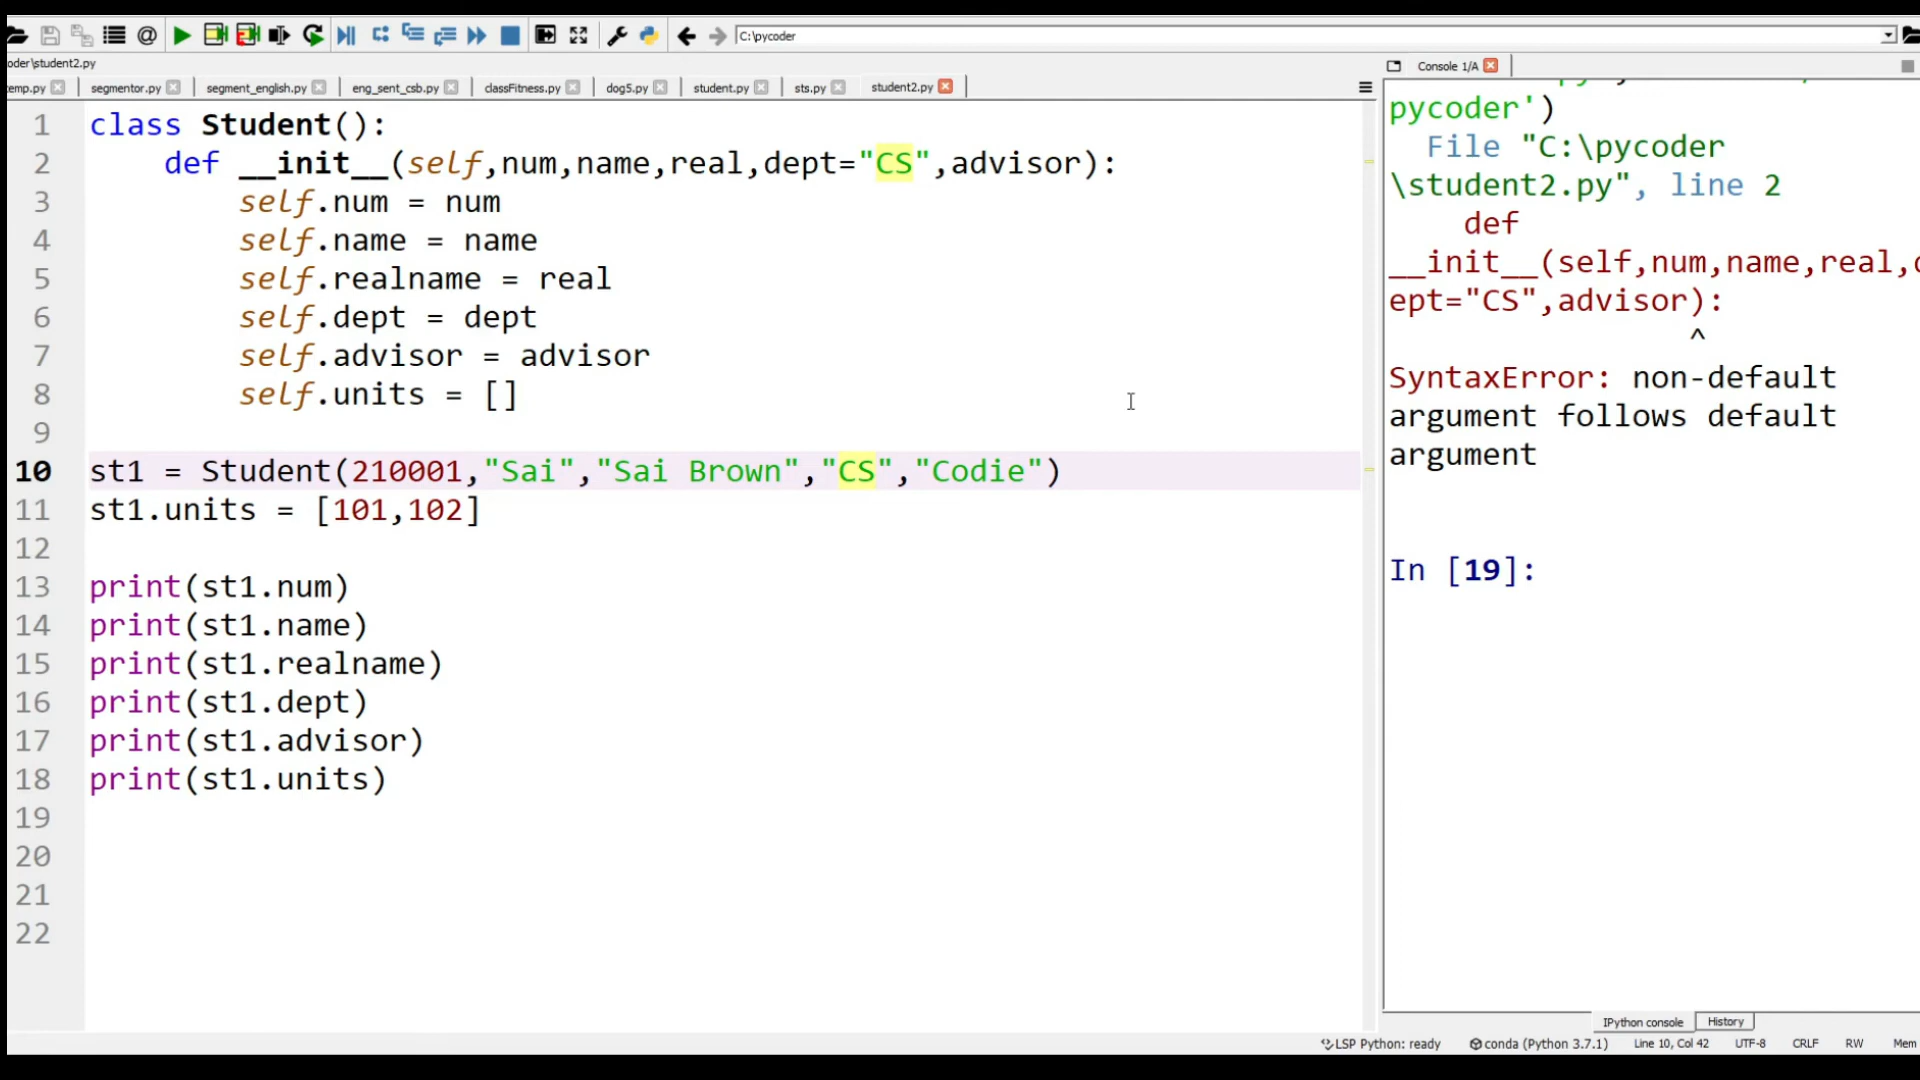 C:\pycoder
oder\student2.py
Console 1/A
emp.py
segmentor.py
segment_english.py
eng_sent_csb.py
classFitness.py
dog5.py
student.py
sts.py
student2.py
1 class Student():
2     def __init__(self,num,name,real,dept="CS",advisor):
3         self.num = num
4         self.name = name
5         self.realname = real
6         self.dept = dept
7         self.advisor = advisor
8         self.units = []
9
10 st1 = Student(210001,"Sai","Sai Brown","CS","Codie")
11 st1.units = [101,102]
12
13 print(st1.num)
14 print(st1.name)
15 print(st1.realname)
16 print(st1.dept)
17 print(st1.advisor)
18 print(st1.units)
19
20
21
22
pycoder')
  File "C:\pycoder
\student2.py", line 2
    def
__init__(self,num,name,real,
ept="CS",advisor):
^
SyntaxError: non-default
argument follows default
argument
In [19]:
IPython console
History
LSP Python: ready
conda (Python 3.7.1)
Line 10, Col 42
UTF-8
CRLF
RW
Mem